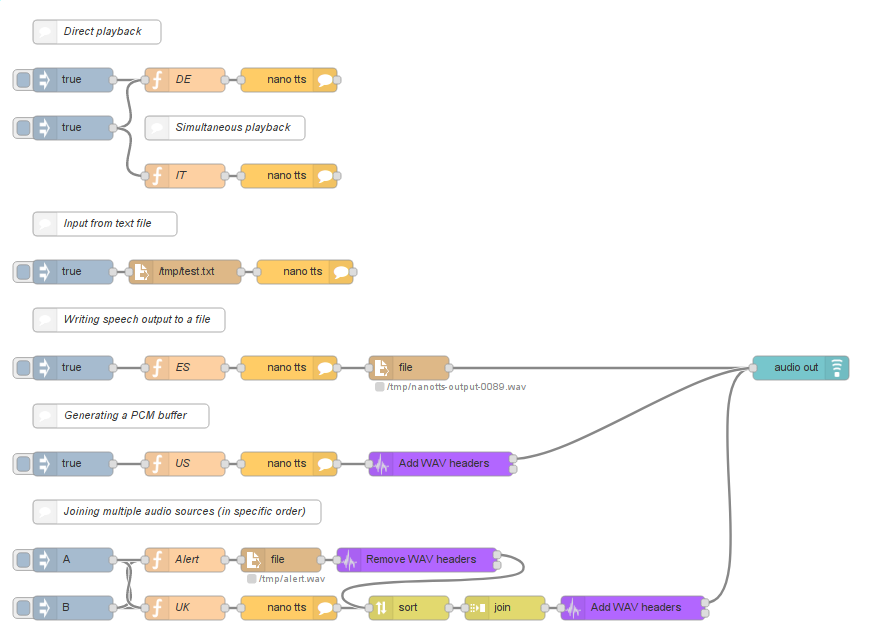 Direct playback
true
DE
nano tts
true
Simultaneous playback
IT
nano tts
Input from text file
true
/tmp/test.txt
nano tts
Writing speech output to a file
true
ES
nano tts
file
audio out
/tmp/nanotts-output-0089.wav
Generating a PCM buffer
true
US
nano tts
Add WAV headers
Joining multiple audio sources (in specific order)
A
Alert
file
Remove WAV headers
/tmp/alert.wav
B
UK
nano tts
sort
join
Add WAV headers